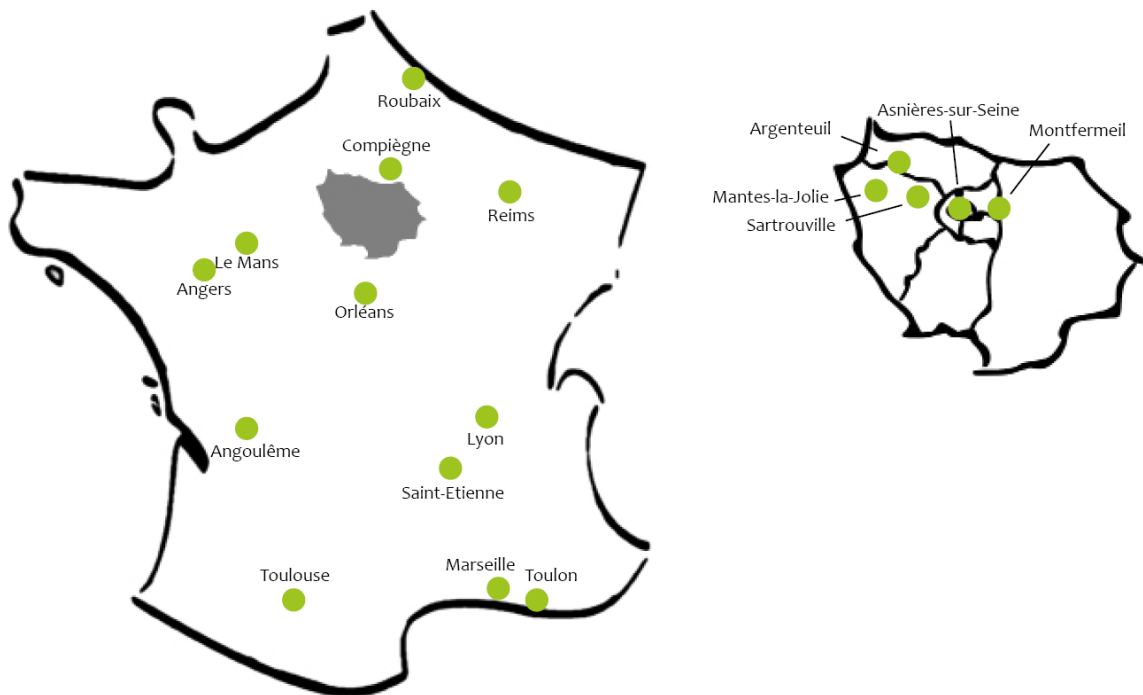 Roubaix
Compiègne
Reims
Le Mans
Angers
Orléans
Angoulême
Lyon
Saint-Etienne
Toulouse
Marseille
Toulon
Asnières-sur-Seine
Argenteuil
Montfermeil
Mantes-la-Jolie
Sartrouville